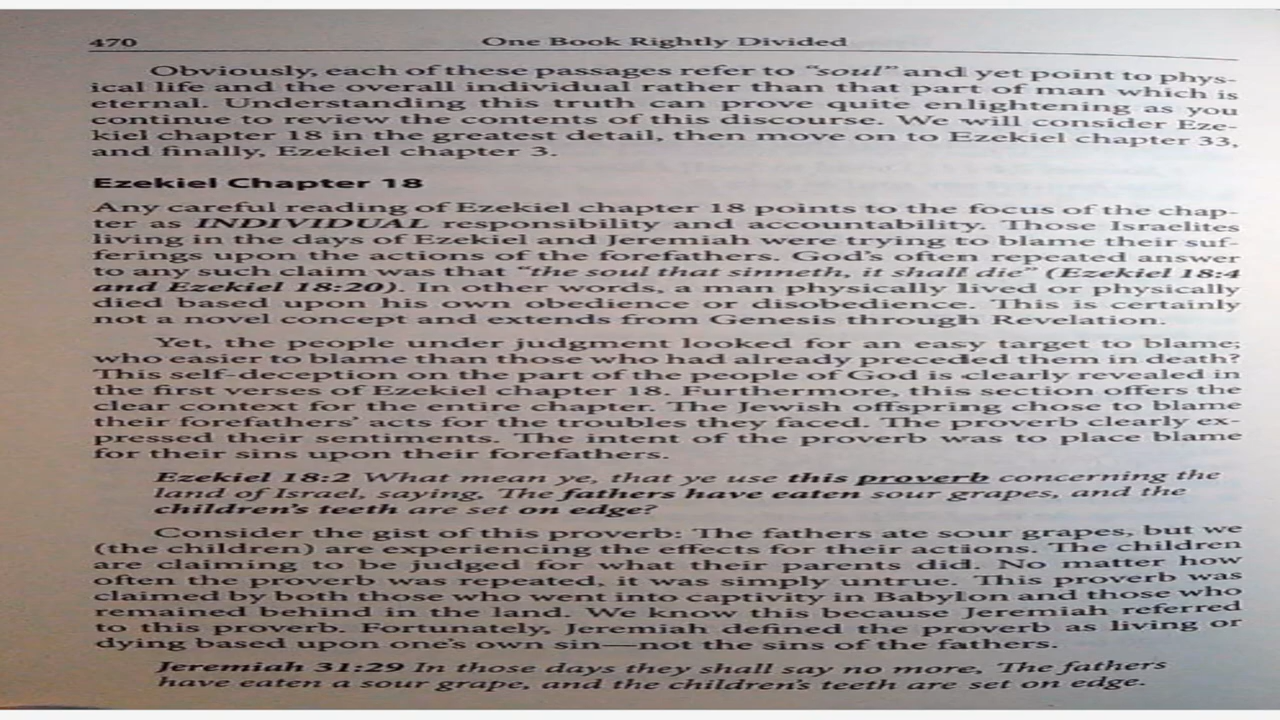 470 One Book Rightly Divided
Obviously, each of these passages refer to “soul” and yet point to phys-
ical life and the overall individual rather than that part of man which is
eternal. Understanding this truth can prove quite enlightening as you
continue to review the contents of this discourse. We will consider Eze-
kiel chapter 18 in the greatest detail, then move on to Ezekiel chapter 33,
and finally, Ezekiel chapter 3.
Ezekiel Chapter 18
Any careful reading of Ezekiel chapter 18 points to the focus of the chap-
ter as INDIVIDUAL responsibility and accountability. Those Israelites
living in the days of Ezekiel and Jeremiah were trying to blame their suf-
ferings upon the actions of the forefathers. God’s often repeated answer
to any such claim was that “the soul that sinneth, it shall die” (Ezekiel 18:4
and Ezekiel 18:20). In other words, a man physically lived or physically
died based upon his own obedience or disobedience. This is certainly
not a novel concept and extends from Genesis through Revelation.
Yet, the people under judgment looked for an easy target to blame;
who easier to blame than those who had already preceded them in death?
This self-deception on the part of the people of God is clearly revealed in
the first verses of Ezekiel chapter 18. Furthermore, this section offers the
clear context for the entire chapter. The Jewish offspring chose to blame
their forefathers’ acts for the troubles they faced. The proverb clearly ex-
pressed their sentiments. The intent of the proverb was to place blame
for their sins upon their forefathers.
Ezekiel 18:2 What mean ye, that ye use this proverb concerning the
land of Israel, saying, The fathers have eaten sour grapes, and the
children’s teeth are set on edge?
Consider the gist of this proverb: The fathers ate sour grapes, but we
(the children) are experiencing the effects for their actions. The children
are claiming to be judged for what their parents did. No matter how
often the proverb was repeated, it was simply untrue. This proverb was
claimed by both those who went into captivity in Babylon and those who
remained behind in the land. We know this because Jeremiah referred
to this proverb. Fortunately, Jeremiah defined the proverb as living or
dying based upon one’s own sin—not the sins of the fathers.
Jeremiah 31:29 In those days they shall say no more, The fathers
have eaten a sour grape, and the children’s teeth are set on edge.